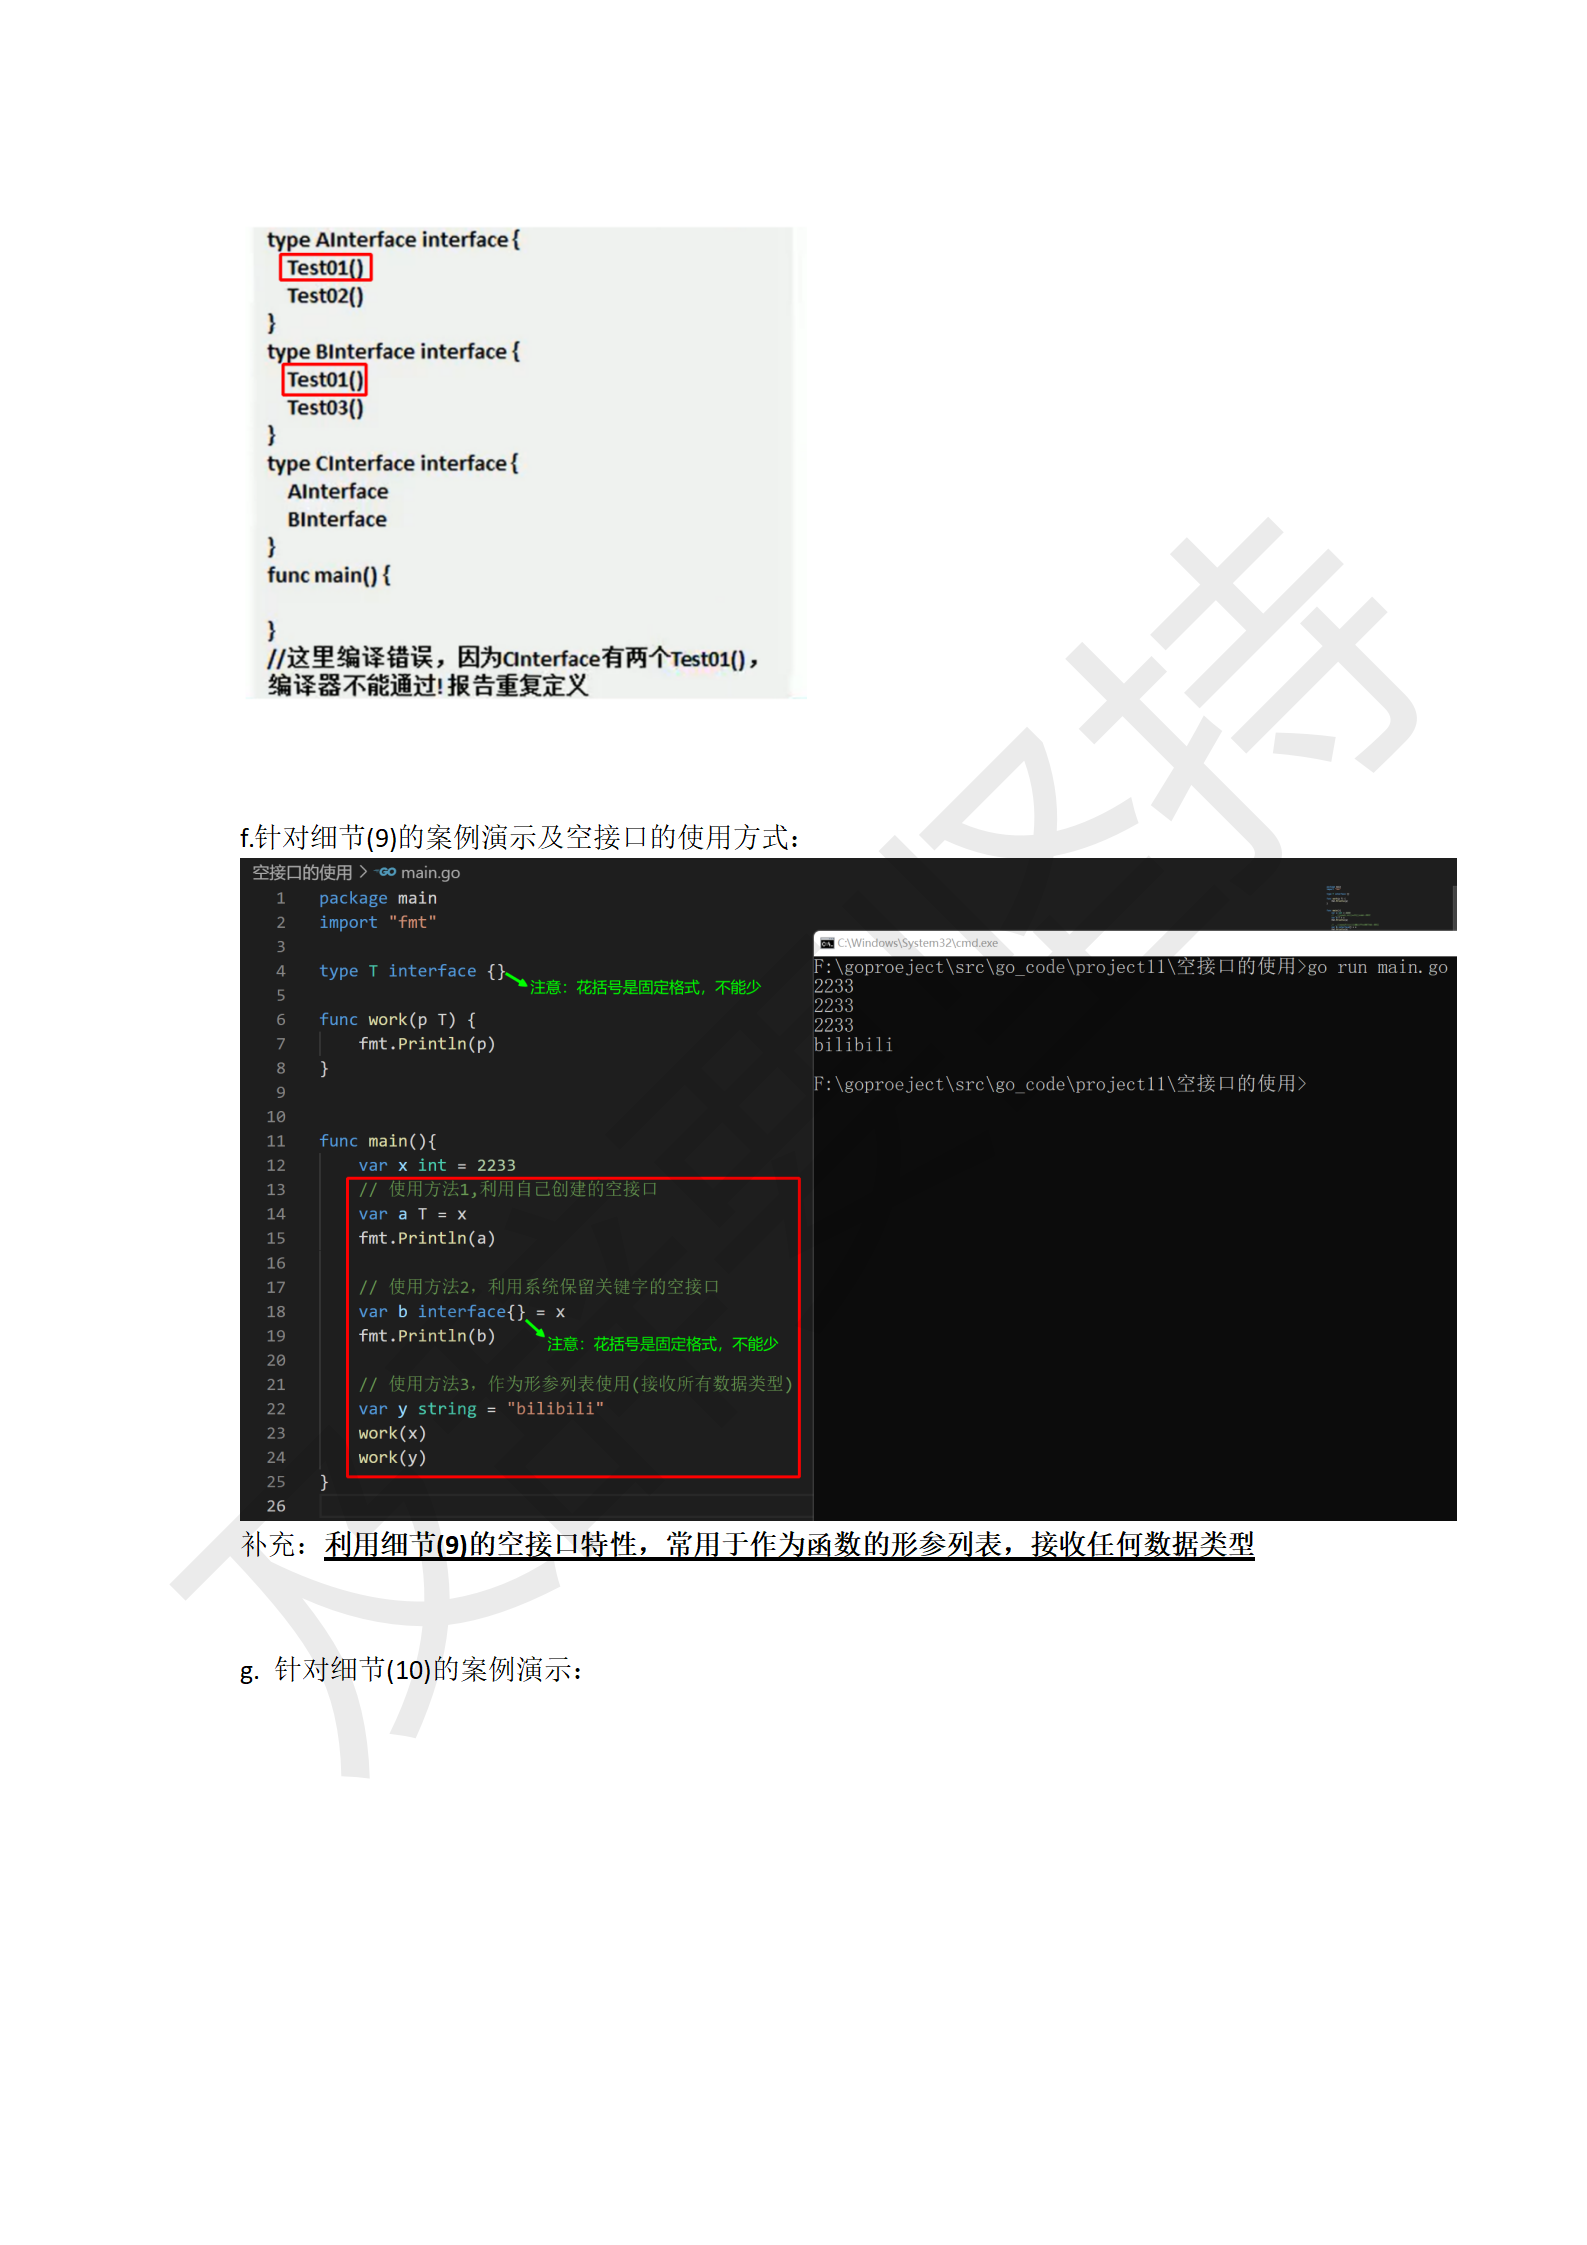 type AInterface interface {
Test01()
Test02()
}
type BInterface interface {
Test01()
Test03()
}
type CInterface interface {
AInterface
BInterface
}
func main() {
}
//这里编译错误，因为CInterface有两个Test01()，
编译器不能通过! 报告重复定义
f.针对细节(9)的案例演示及空接口的使用方式：
空接口的使用 > GO main.go
1 package main
2 import "fmt"
3
4 type T interface {}
注意：花括号是固定格式，不能少
5
6 func work(p T) {
7 fmt.Println(p)
8 }
9
10
11 func main(){
12 var x int = 2233
13 // 使用方法1,利用自己创建的空接口
14 var a T = x
15 fmt.Println(a)
16
17 // 使用方法2，利用系统保留关键字的空接口
18 var b interface{} = x
19 fmt.Println(b)
注意：花括号是固定格式，不能少
20
21 // 使用方法3，作为形参列表使用(接收所有数据类型)
22 var y string = "bilibili"
23 work(x)
24 work(y)
25 }
26
C:\Windows\System32\cmd.exe
F:\goproeject\src\go_code\project11\空接口的使用>go run main.go
2233
2233
2233
bilibili
F:\goproeject\src\go_code\project11\空接口的使用>
补充：利用细节(9)的空接口特性，常用于作为函数的形参列表，接收任何数据类型
g. 针对细节(10)的案例演示：